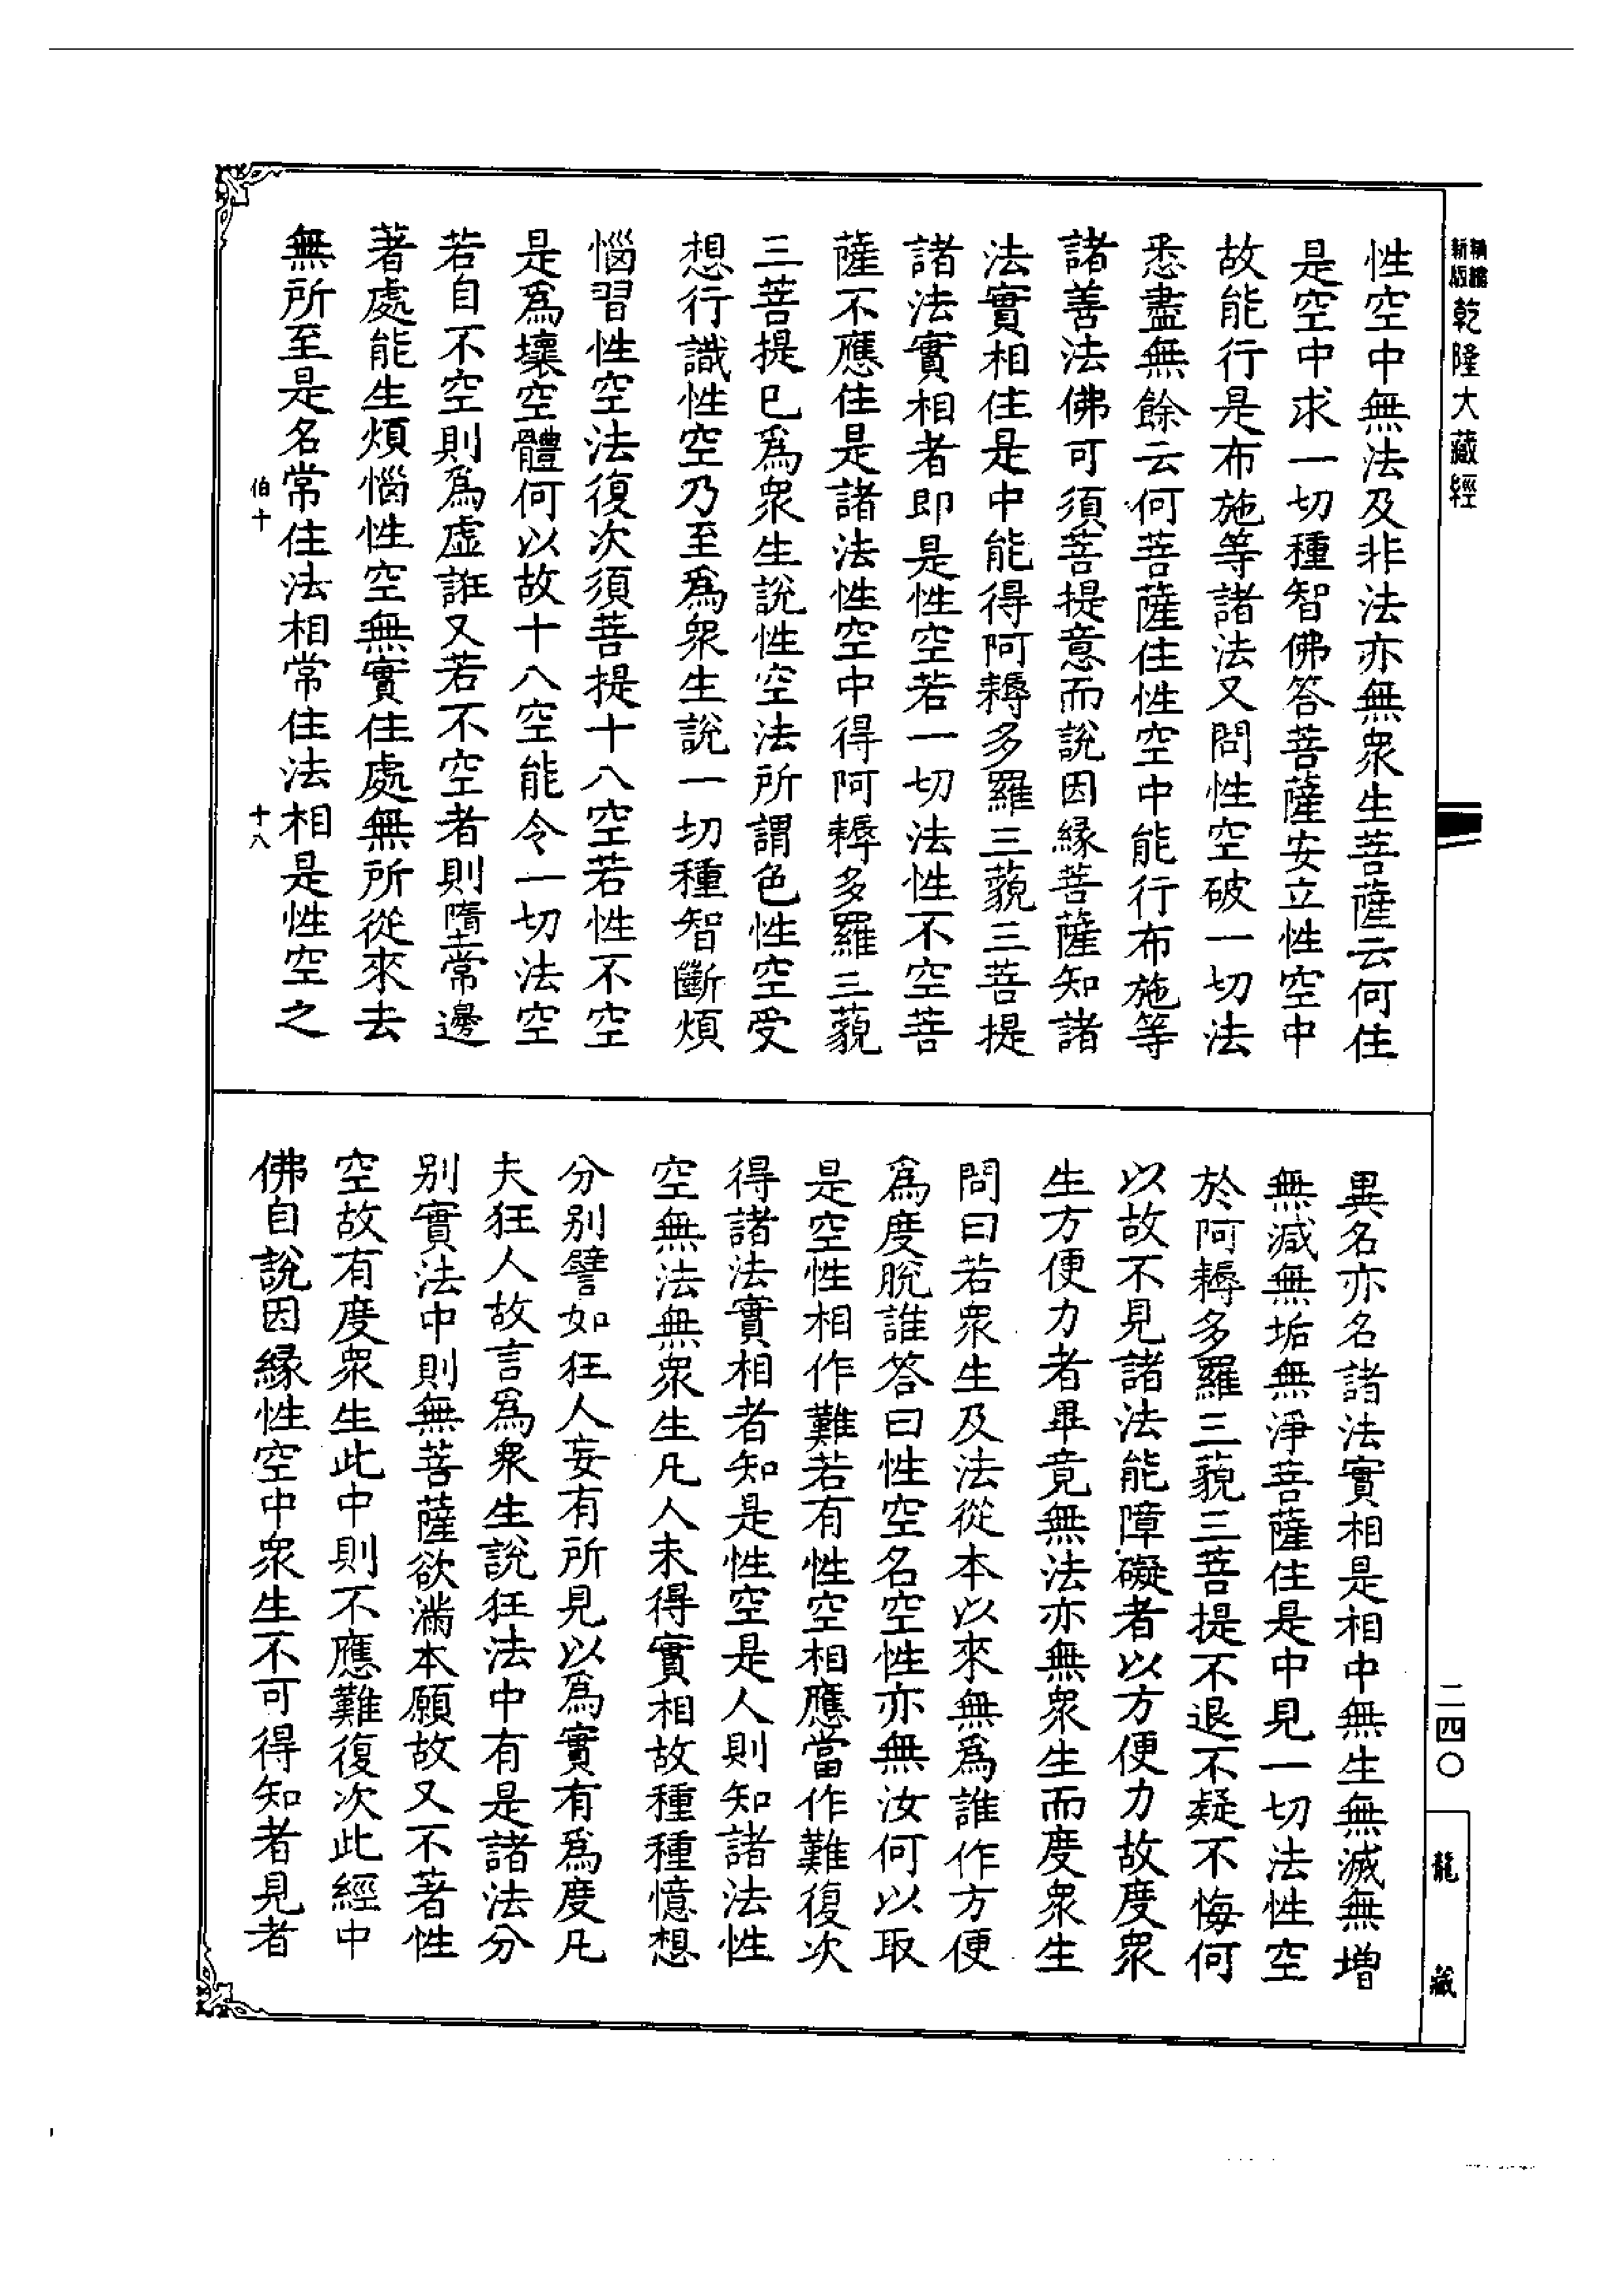 新版
精縮
乾隆大藏經
性空中無法及非法亦無衆生菩薩云何住
是空中求一切種智佛答菩薩安立性空中
故能行是布施等諸法又問性空破一切法
悉盡無餘云何菩薩住性空中能行布施等
諸善法佛可須菩提意而說因緣菩薩知諸
法實相住是中能得阿耨多羅三藐三菩提
諸法實相者即是性空若一切法性不空菩
薩不應住是諸法性空中得阿耨多羅三藐
三菩提已爲衆生說性空法所謂色性空受
想行識性空乃至爲衆生說一切種智斷煩
惱習性空法復次須菩提十八空若性不空
是爲壞空體何以故十八空能令一切法空
若自不空則爲虛誑又若不空者則墮常邊
著處能生煩惱性空無實住處無所從來去
無所至是名常住法相常住法相是性空之
伯十
十八
異名亦名諸法實相是相中無生無滅無增
無減無垢無淨菩薩住是中見一切法性空
於阿耨多羅三藐三菩提不退不疑不悔何
以故不見諸法能障礙者以方便力故度衆
生方便力者畢竟無法亦無衆生而度衆生
問曰若衆生及法從本以來無爲誰作方便
爲度脫誰答曰性空名空性亦無汝何以取
是空性相作難若有性空相應當作難復次
得諸法實相者知是性空是人則知諸法性
空無法無衆生凡人未得實相故種種憶想
分別譬如狂人妄有所見以爲實有爲度凡
夫狂人故言爲衆生說狂法中有是諸法分
別實法中則無菩薩欲滿本願故又不著性
空故有度衆生此中則不應難復次此經中
佛自說因緣性空中衆生不可得知者見者
二四〇
龍藏